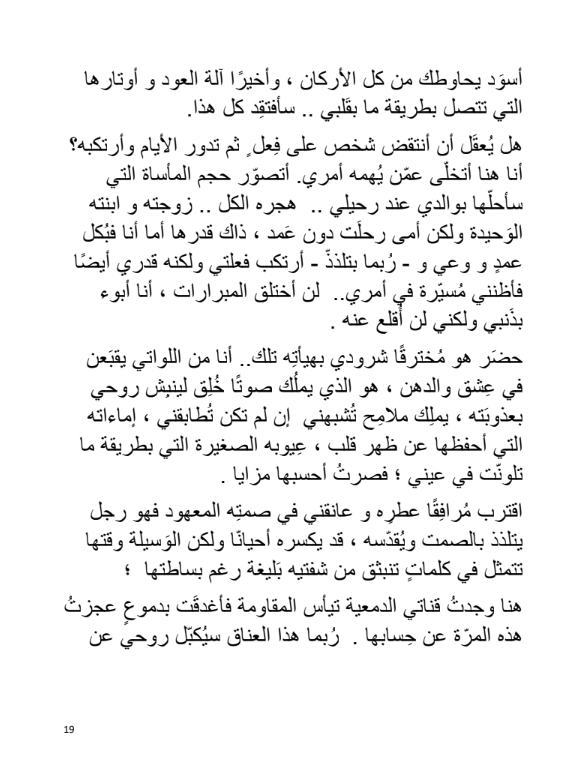 أسوَد يحاوطك من كل الأركان ، وأخيرًا آلة العود و أوتارها
التي تتصل بطريقة ما بقَلبي .. سأفتقِد كل هذا.
هل يُعقَل أن أنتقض شخص على فِعل ٍ ثم تدور الأيام وأرتكبه؟
أنا هنا أتخلّى عمّن يُهمه أمري. أتصوّر حجم المأساة التي
سأحلّها بوالدي عند رحيلي .. هجره الكل .. زوجته و ابنته
الوَحيدة ولكن أمى رحلَت دون عَمد ، ذاك قدرها أما أنا فبُكل
عمدٍ و وعي و - رُبما بتلذذّ - أرتكب فعلتي ولكنه قدري أيضًا
فأظننني مُسيّرة في أمري.. لن أختلق المبرارات ، أنا أبوء
بذَنبي ولكني لن أُقلع عنه .
حضَر هو مُخترقًا شرودي بهيأتِه تلك.. أنا من اللواتي يقبَعن
في عِشق والدهن ، هو الذي يملُك صوتًا خُلِق لينبِش روحي
بعذوبَته ، يملِك ملامِح تُشبهني إن لم تكن تُطابقني ، إماءاته
التي أحفظها عن ظهر قلب ، عِيوبه الصغيرة التي بطريقة ما
تلونّت في عيني ؛ فصرتُ أحسبها مزايا .
اقترب مُرافِقًا عطرِه و عانقني في صمتِه المعهود فهو رجل
يتلذذ بالصمت ويُقدّسه ، قد يكسره أحيانًا ولكن الوَسيلة وقتها
تتمثل في كلماتٍ تنبثق من شفتيه بَليغة رغم بساطتها ؛
هنا وجدتُ قناتي الدمعية تيأس المقاومة فأغدقَت بدموعٍ عجزتُ
هذه المرّة عن حِسابها . رُبما هذا العناق سيُكبّل روحي عن
19